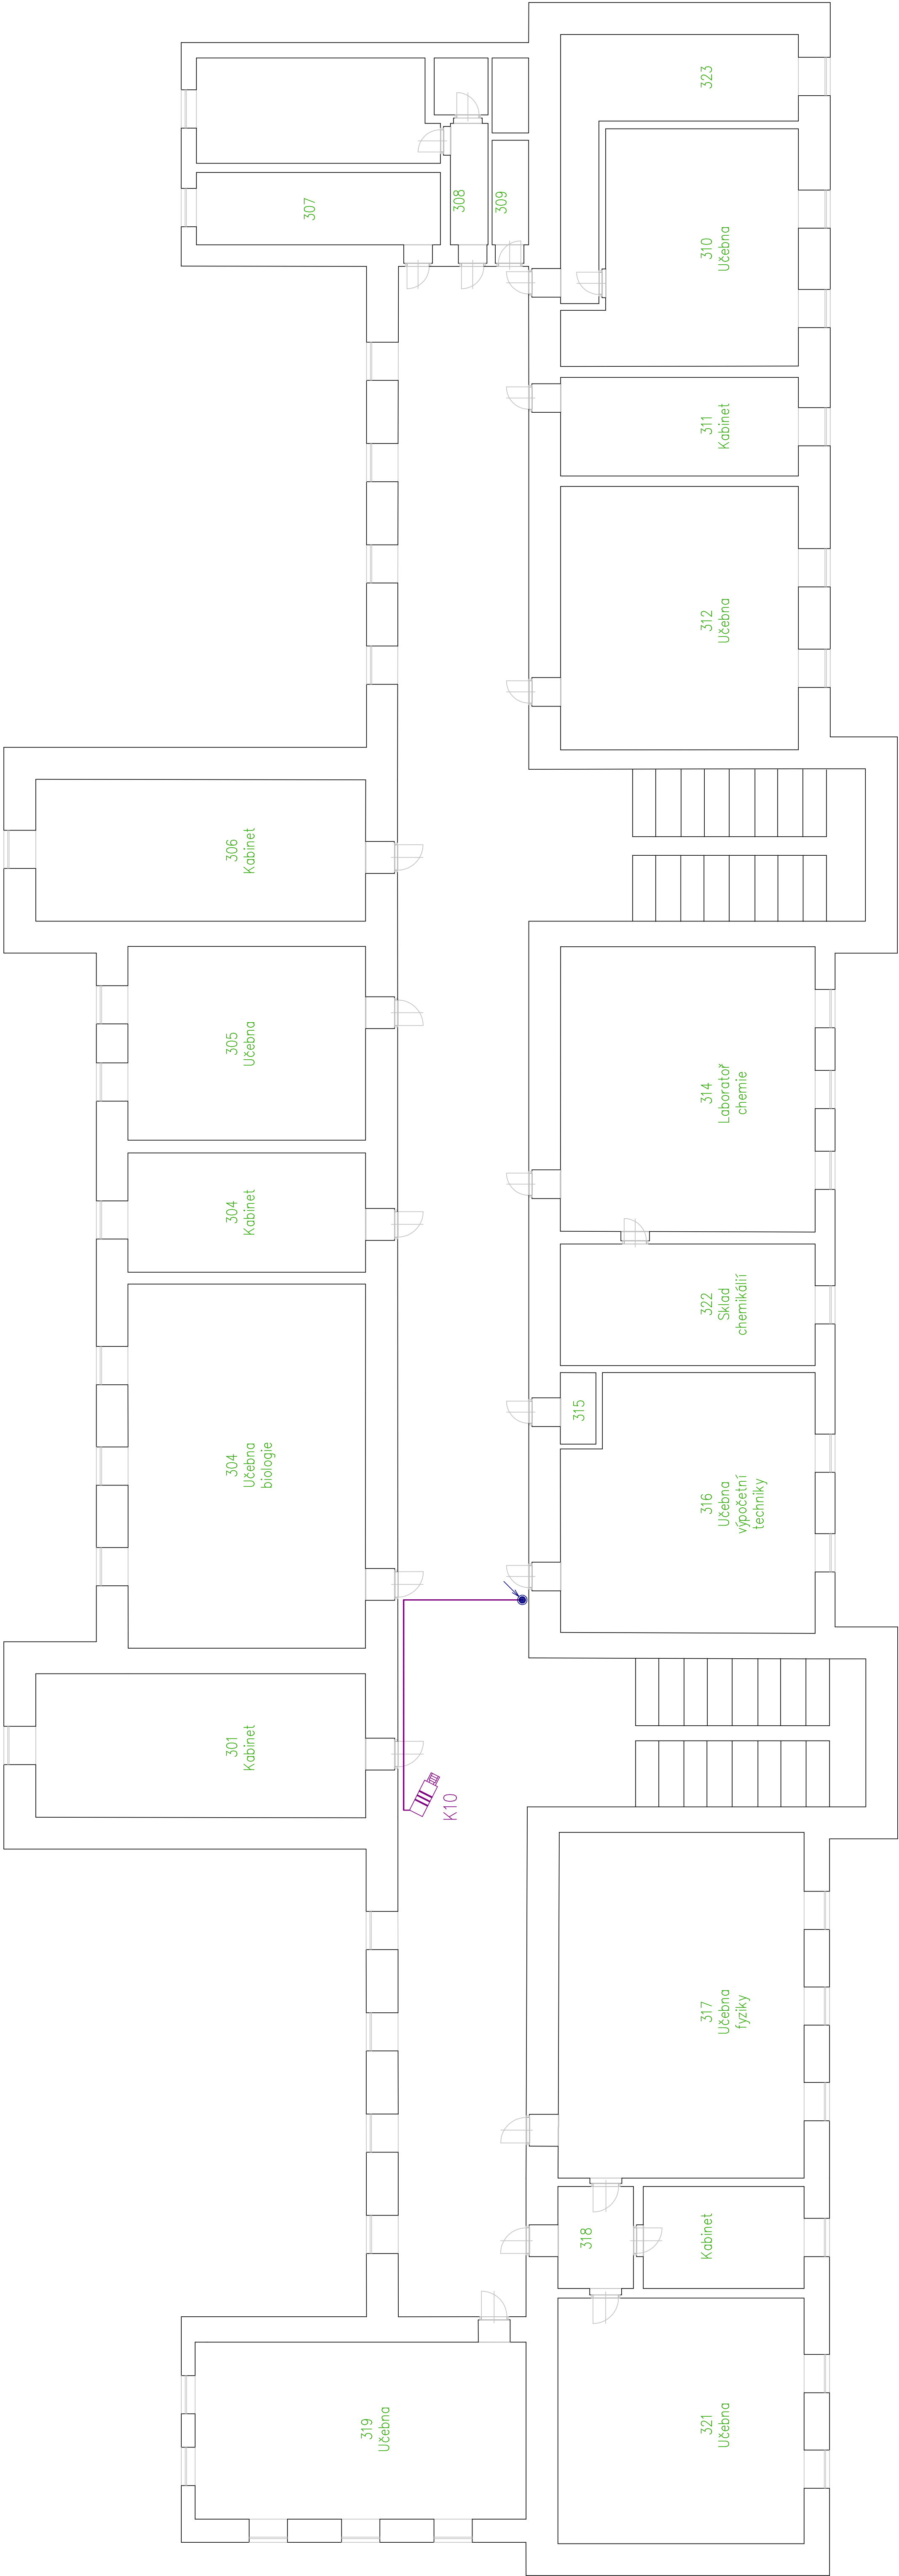 323
307
308
309
310
Učebna
311
Kabinet
312
Učebna
306
Kabinet
305
Učebna
314
Laboratoř
chemie
304
Kabinet
322
Sklad
chemikálií
315
304
Učebna
biologie
316
Učebna
výpočetní
techniky
301
Kabinet
K10
317
Učebna
fyziky
318
Kabinet
319
Učebna
321
Učebna